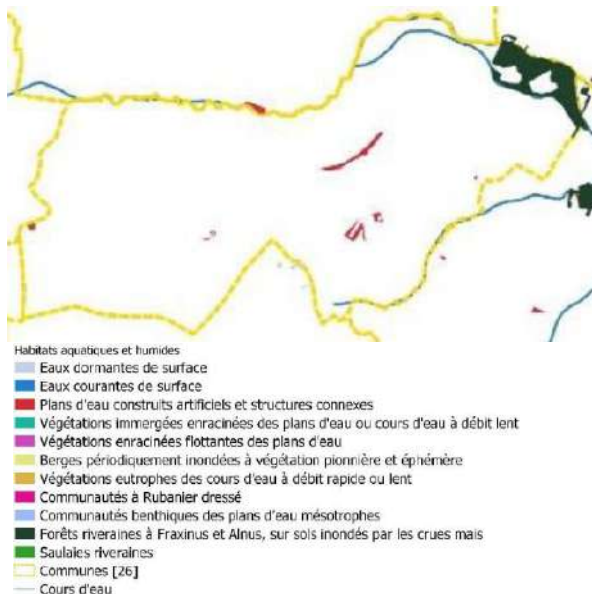 Habitats aquatiques et humides
Eaux dormantes de surface
Eaux courantes de surface
Plans d'eau construits artificiels et structures connexes
Végétations immergées enracinées des plans d'eau ou cours d'eau à débit lent
Végétations enracinées flottantes des plans d'eau
Berges périodiquement inondées à végétation pionnière et éphémère
Végétations eutrophes des cours d'eau à débit rapide ou lent
Communautés à Rubanier dressé
Communautés benthiques des plans d'eau mésotrophes
Forêts riveraines à Fraxinus et Alnus, sur sols inondés par les crues mais
Saulaies riveraines
Communes [26]
Cours d'eau